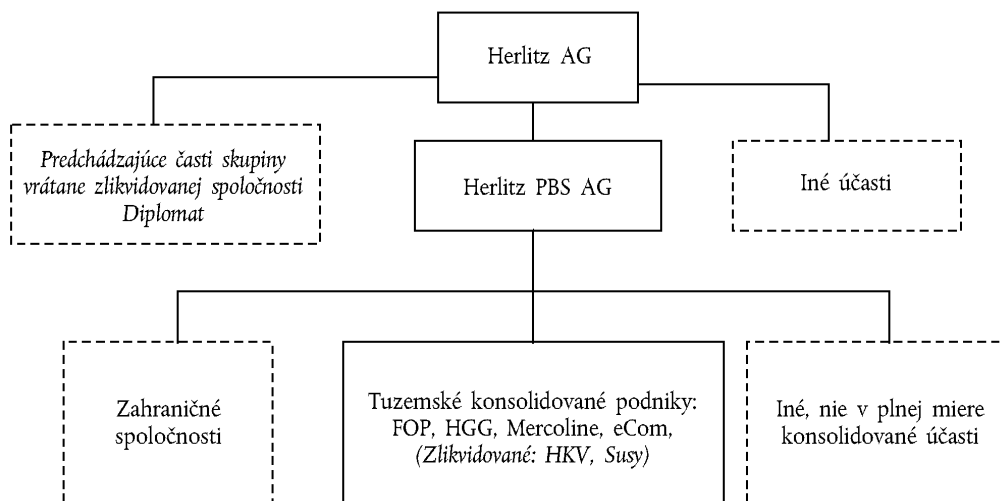 Herlitz AG
Predchádzajúce časti skupiny
vrátane zlikvidovanej spoločnosti
Diplomat
Herlitz PBS AG
Iné účasti
Zahraničné
spoločnosti
Tuzemské konsolidované podniky:
FOP, HGG, Mercoline, eCom,
(Zlikvidované: HKV, Susy)
Iné, nie v plnej miere
konsolidované účasti